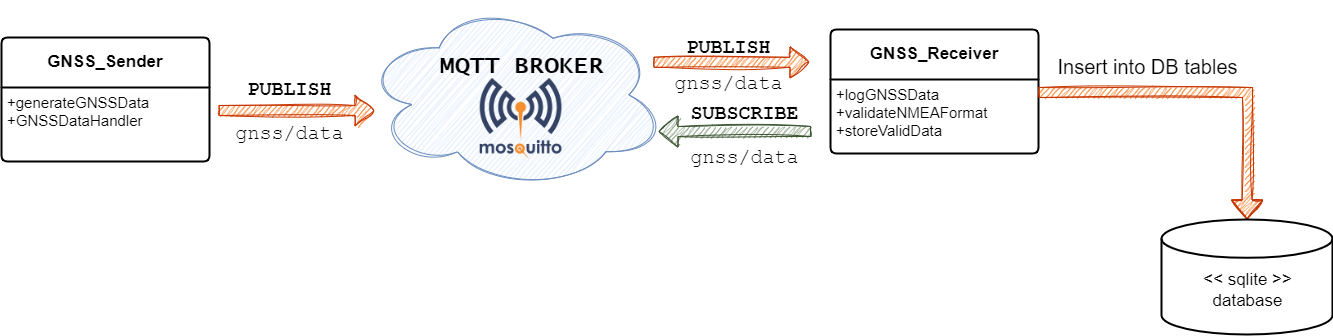 GNSS_Sender
+generateGNSSData
+GNSSDataHandler
PUBLISH
gnss/data
MQTT BROKER
mosquitto
PUBLISH
gnss/data
SUBSCRIBE
gnss/data
GNSS_Receiver
+logGNSSData
+validateNMEAFormat
+storeValidData
Insert into DB tables
<< sqlite >>
database